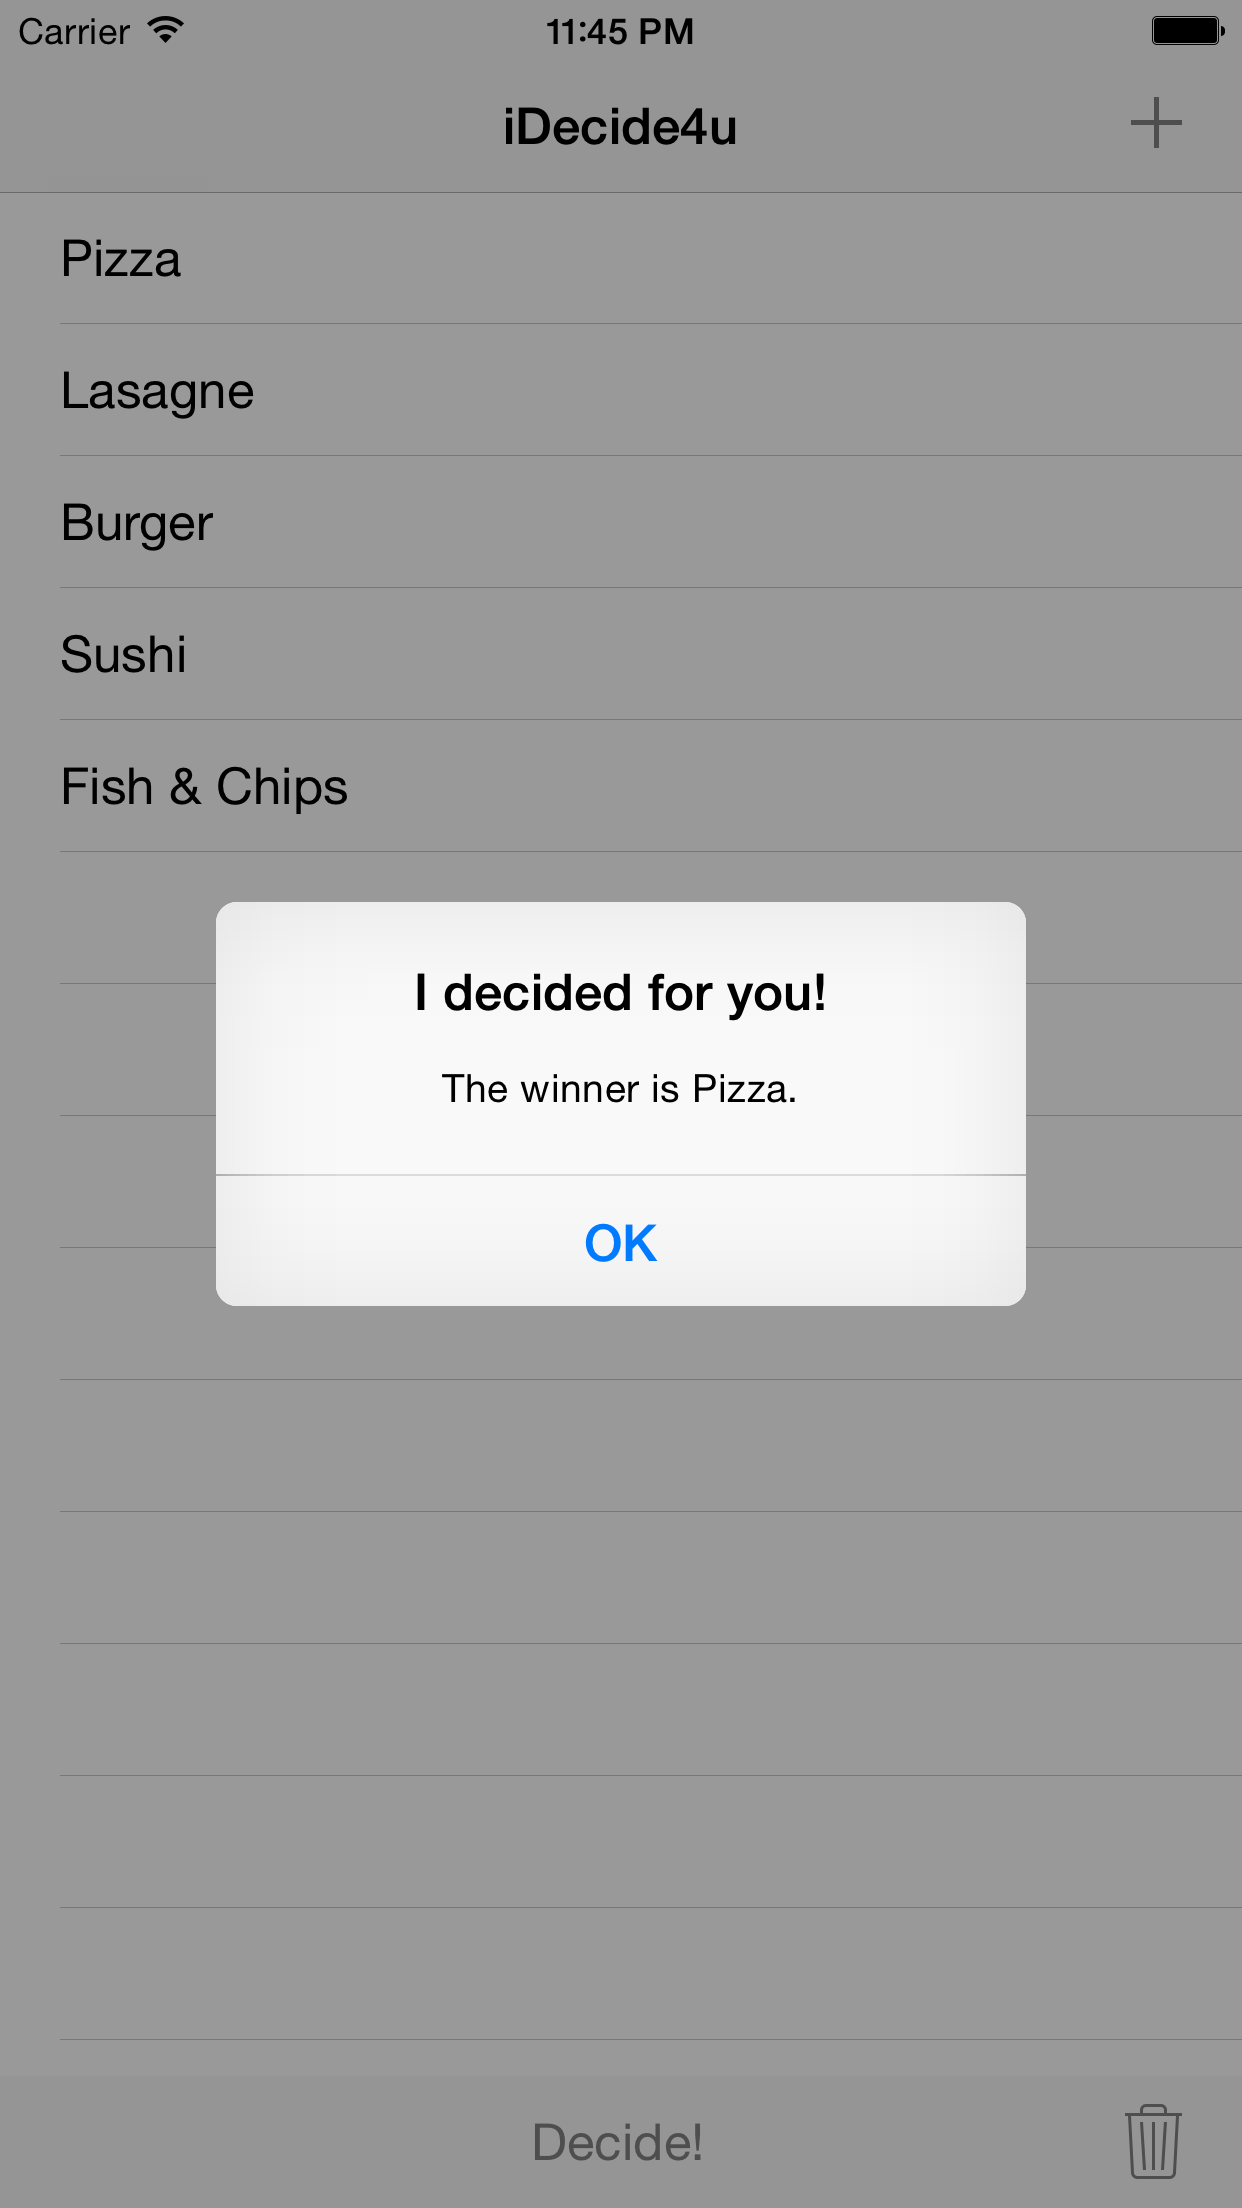 Carrier 11:45 PM
iDecide4u
Pizza
Lasagne
Burger
Sushi
Fish & Chips
I decided for you!
The winner is Pizza.
OK
Decide!